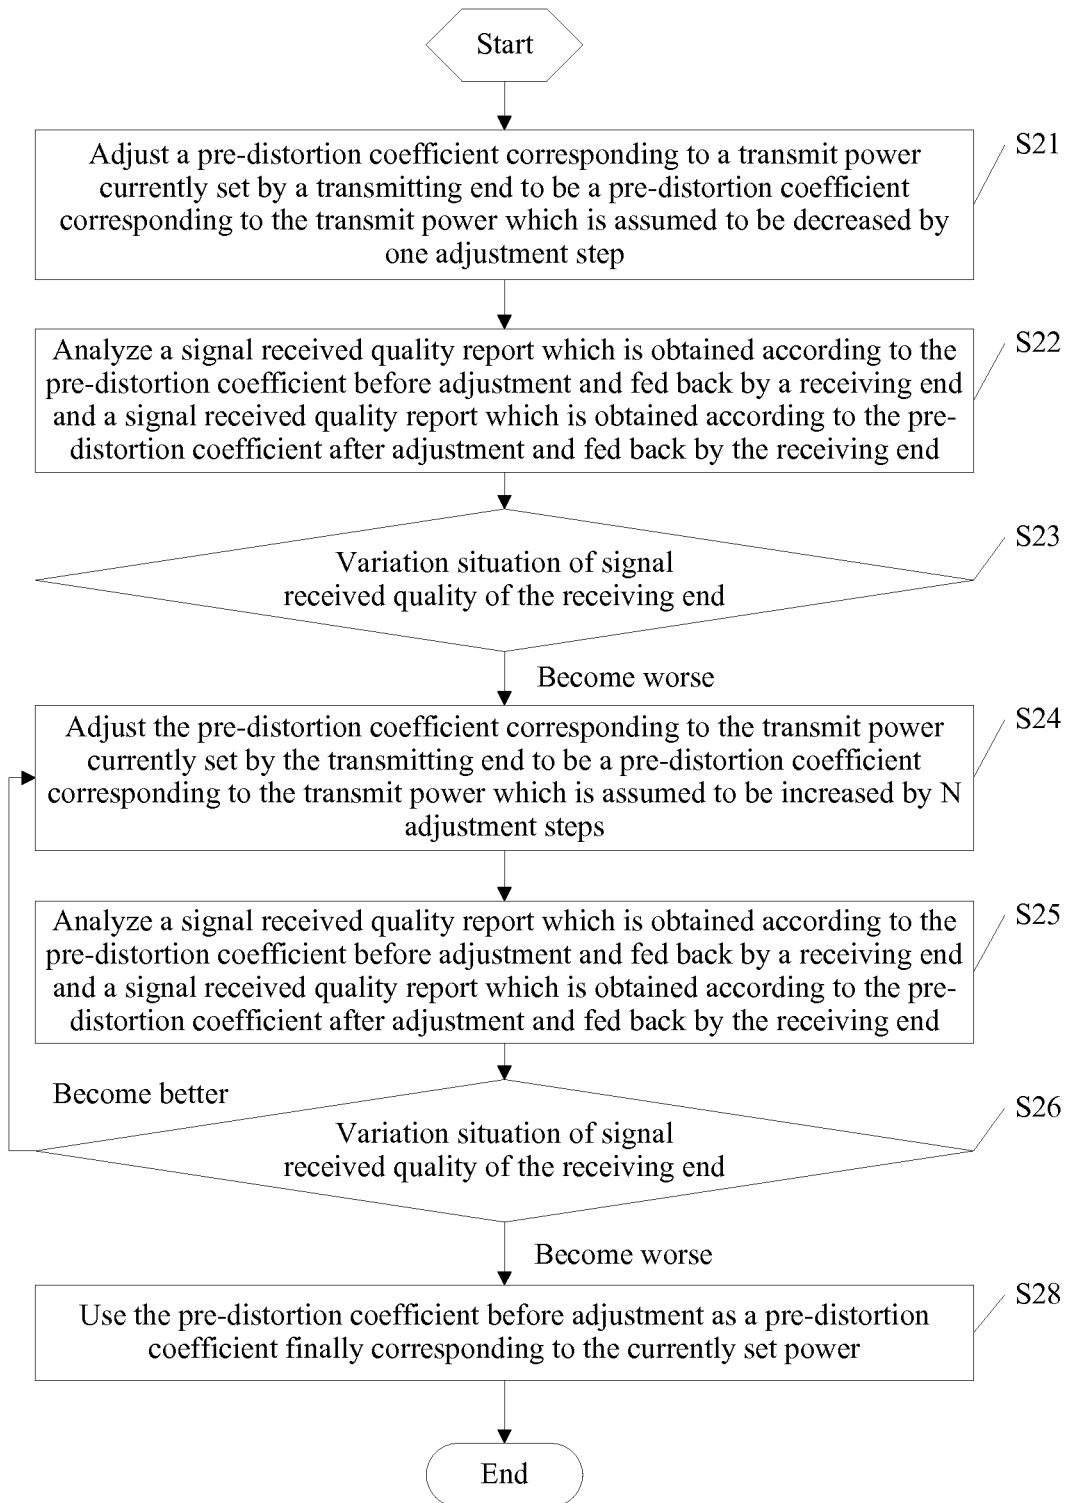 Start
Adjust a pre-distortion coefficient corresponding to a transmit power
currently set by a transmitting end to be a pre-distortion coefficient
corresponding to the transmit power which is assumed to be decreased by
one adjustment step
S21
Analyze a signal received quality report which is obtained according to the
pre-distortion coefficient before adjustment and fed back by a receiving end
and a signal received quality report which is obtained according to the pre-
distortion coefficient after adjustment and fed back by the receiving end
S22
Variation situation of signal
received quality of the receiving end
S23
Become worse
Adjust the pre-distortion coefficient corresponding to the transmit power
currently set by the transmitting end to be a pre-distortion coefficient
corresponding to the transmit power which is assumed to be increased by N
adjustment steps
S24
Analyze a signal received quality report which is obtained according to the
pre-distortion coefficient before adjustment and fed back by a receiving end
and a signal received quality report which is obtained according to the pre-
distortion coefficient after adjustment and fed back by the receiving end
S25
Become better
Variation situation of signal
received quality of the receiving end
S26
Become worse
Use the pre-distortion coefficient before adjustment as a pre-distortion
coefficient finally corresponding to the currently set power
S28
End